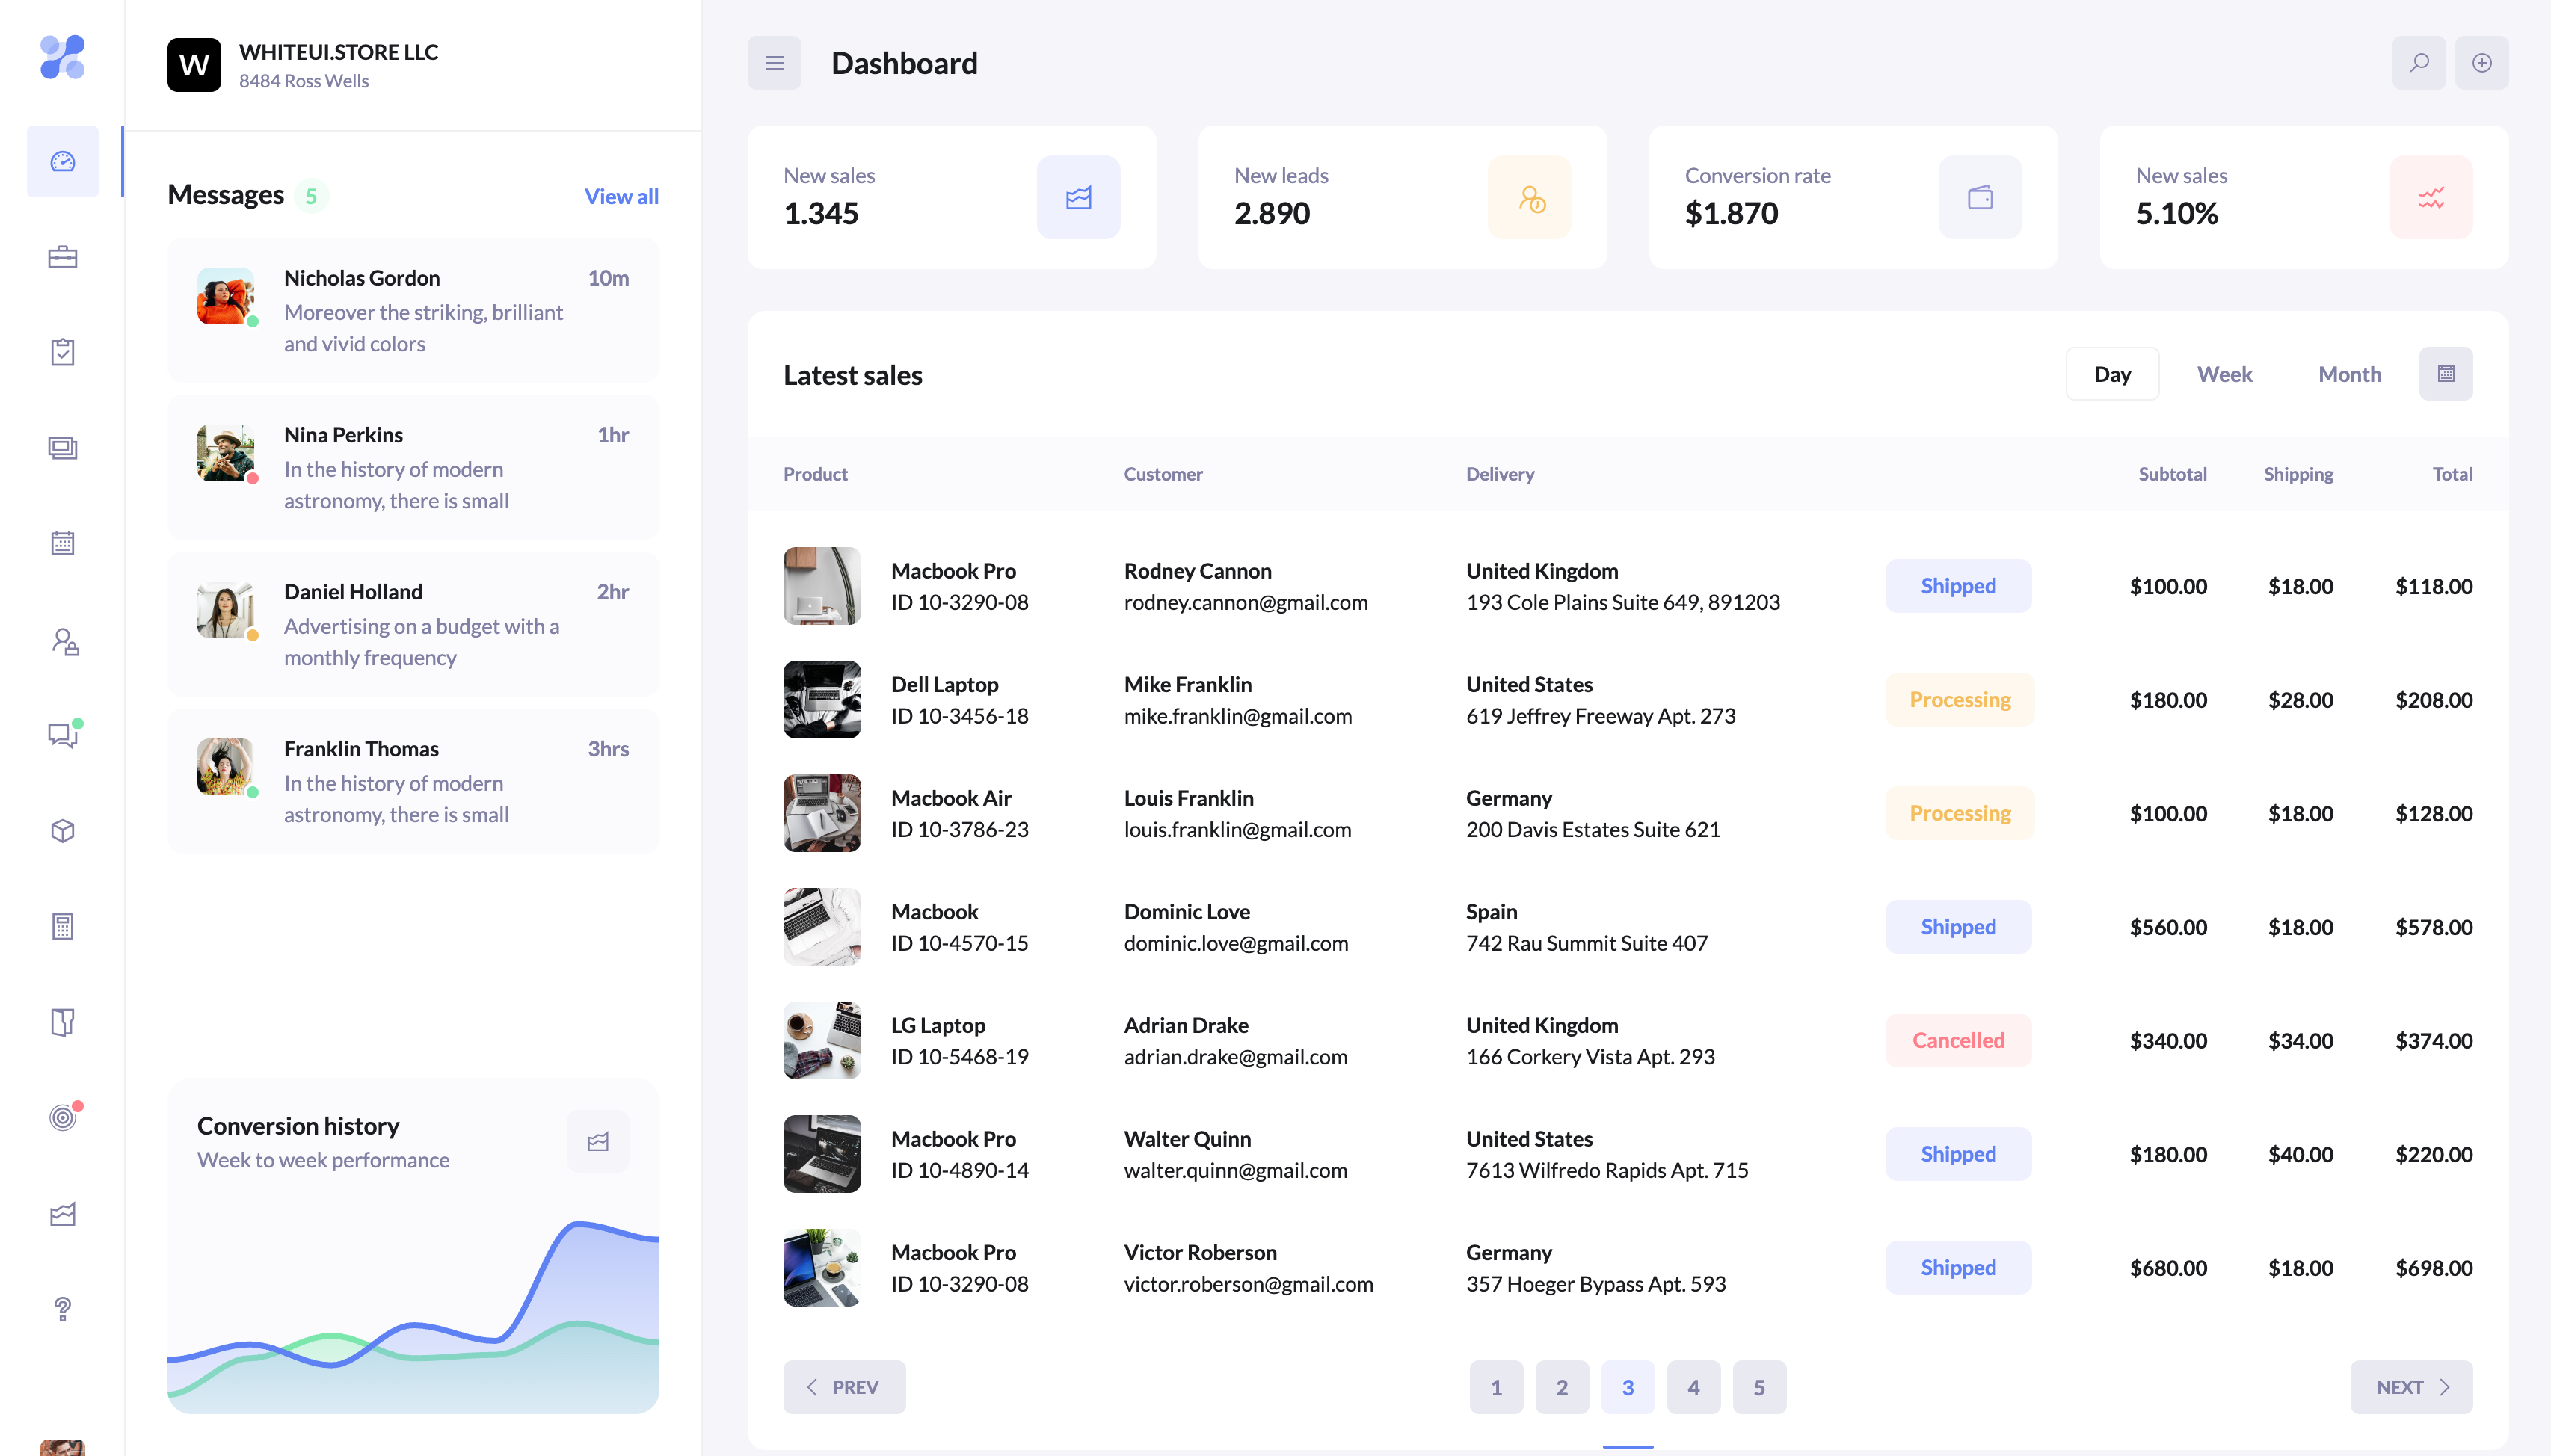 W
WHITEUI.STORE LLC
8484 Ross Wells
Messages 5 View all
Nicholas Gordon 10m
Moreover the striking, brilliant
and vivid colors
Nina Perkins 1hr
In the history of modern
astronomy, there is small
Daniel Holland 2hr
Advertising on a budget with a
monthly frequency
Franklin Thomas 3hrs
In the history of modern
astronomy, there is small
Conversion history
Week to week performance
Dashboard
New sales
1.345
New leads
2.890
Conversion rate
$1.870
New sales
5.10%
Latest sales Day Week Month
Product Customer Delivery Subtotal Shipping Total
Macbook Pro Rodney Cannon United Kingdom
ID 10-3290-08 rodney.cannon@gmail.com 193 Cole Plains Suite 649, 891203
Shipped $100.00 $18.00 $118.00
Dell Laptop Mike Franklin United States
ID 10-3456-18 mike.franklin@gmail.com 619 Jeffrey Freeway Apt. 273
Processing $180.00 $28.00 $208.00
Macbook Air Louis Franklin Germany
ID 10-3786-23 louis.franklin@gmail.com 200 Davis Estates Suite 621
Processing $100.00 $18.00 $128.00
Macbook Dominic Love Spain
ID 10-4570-15 dominic.love@gmail.com 742 Rau Summit Suite 407
Shipped $560.00 $18.00 $578.00
LG Laptop Adrian Drake United Kingdom
ID 10-5468-19 adrian.drake@gmail.com 166 Corkery Vista Apt. 293
Cancelled $340.00 $34.00 $374.00
Macbook Pro Walter Quinn United States
ID 10-4890-14 walter.quinn@gmail.com 7613 Wilfredo Rapids Apt. 715
Shipped $180.00 $40.00 $220.00
Macbook Pro Victor Roberson Germany
ID 10-3290-08 victor.roberson@gmail.com 357 Hoeger Bypass Apt. 593
Shipped $680.00 $18.00 $698.00
PREV 1 2 3 4 5 NEXT